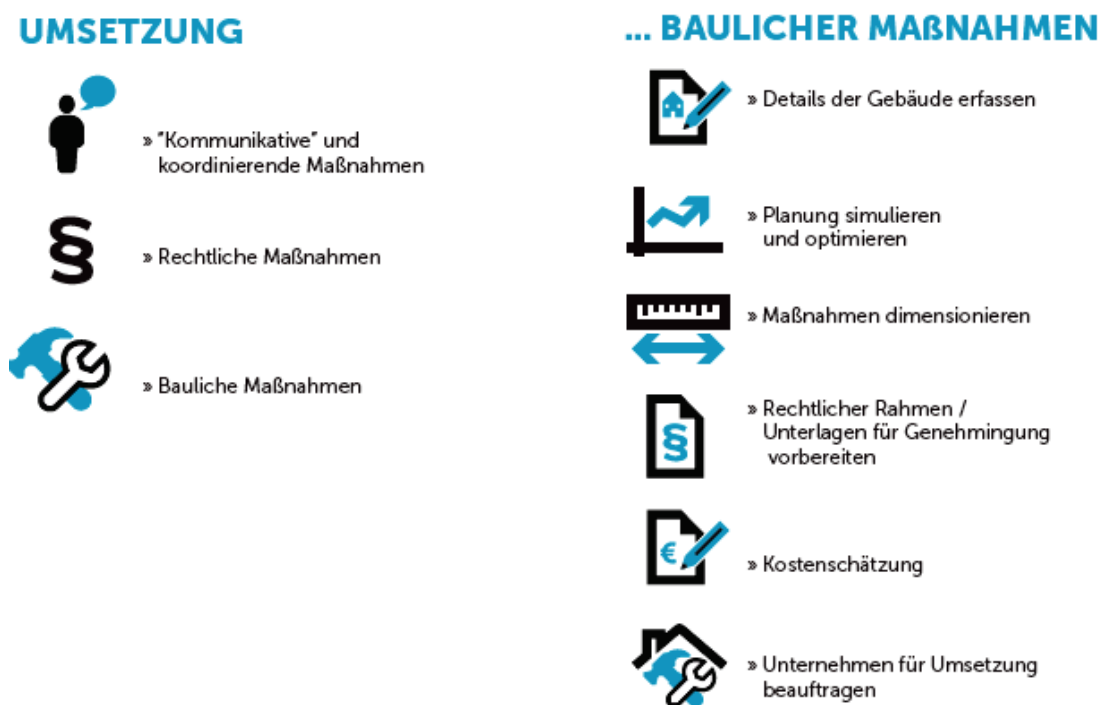 UMSETZUNG
» "Kommunikative" und
koordinierende Maßnahmen
§
» Rechtliche Maßnahmen
» Bauliche Maßnahmen
... BAULICHER MAßNAHMEN
» Details der Gebäude erfassen
» Planung simulieren
und optimieren
» Maßnahmen dimensionieren
§
» Rechtlicher Rahmen /
Unterlagen für Genehmingung
vorbereiten
€
» Kostenschätzung
» Unternehmen für Umsetzung
beauftragen